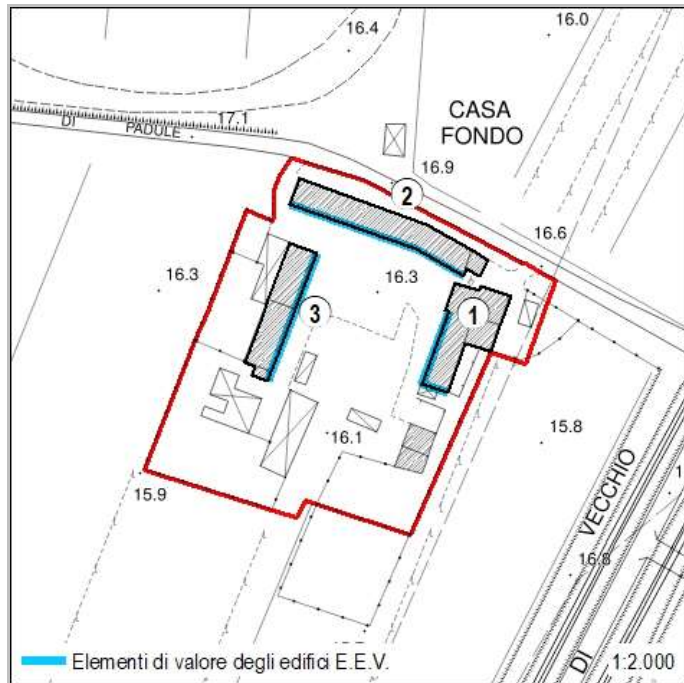 16.4
16.0
17.1
DI PADULE
CASA
FONDO
16.9
2
16.6
16.3
16.3
3
1
16.1
15.8
15.9
VECCHIO
16.8
DI
Elementi di valore degli edifici E.E.V.
1:2.000